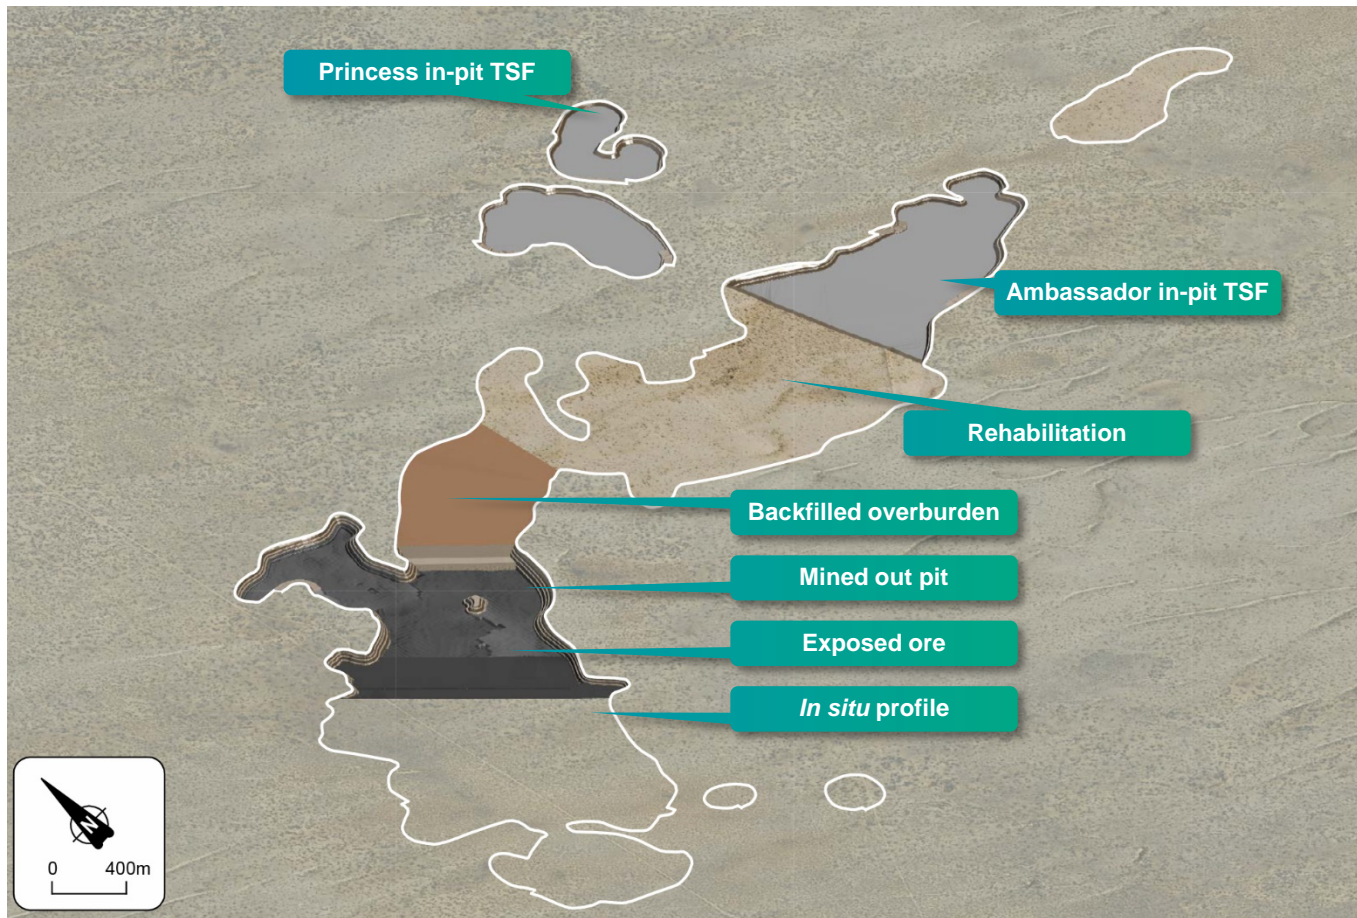 Princess in-pit TSF
Ambassador in-pit TSF
Rehabilitation
Backfilled overburden
Mined out pit
Exposed ore
In situ profile
N
0 400m